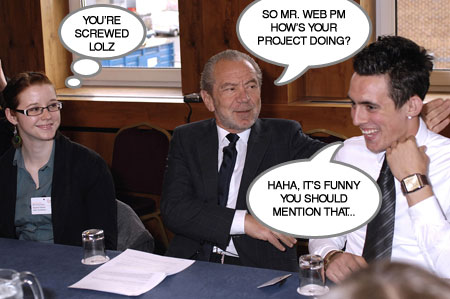 YOU'RE
SCREWED
LOLZ
SO MR. WEB PM
HOW'S YOUR
PROJECT DOING?
HAHA, IT'S FUNNY
YOU SHOULD
MENTION THAT...